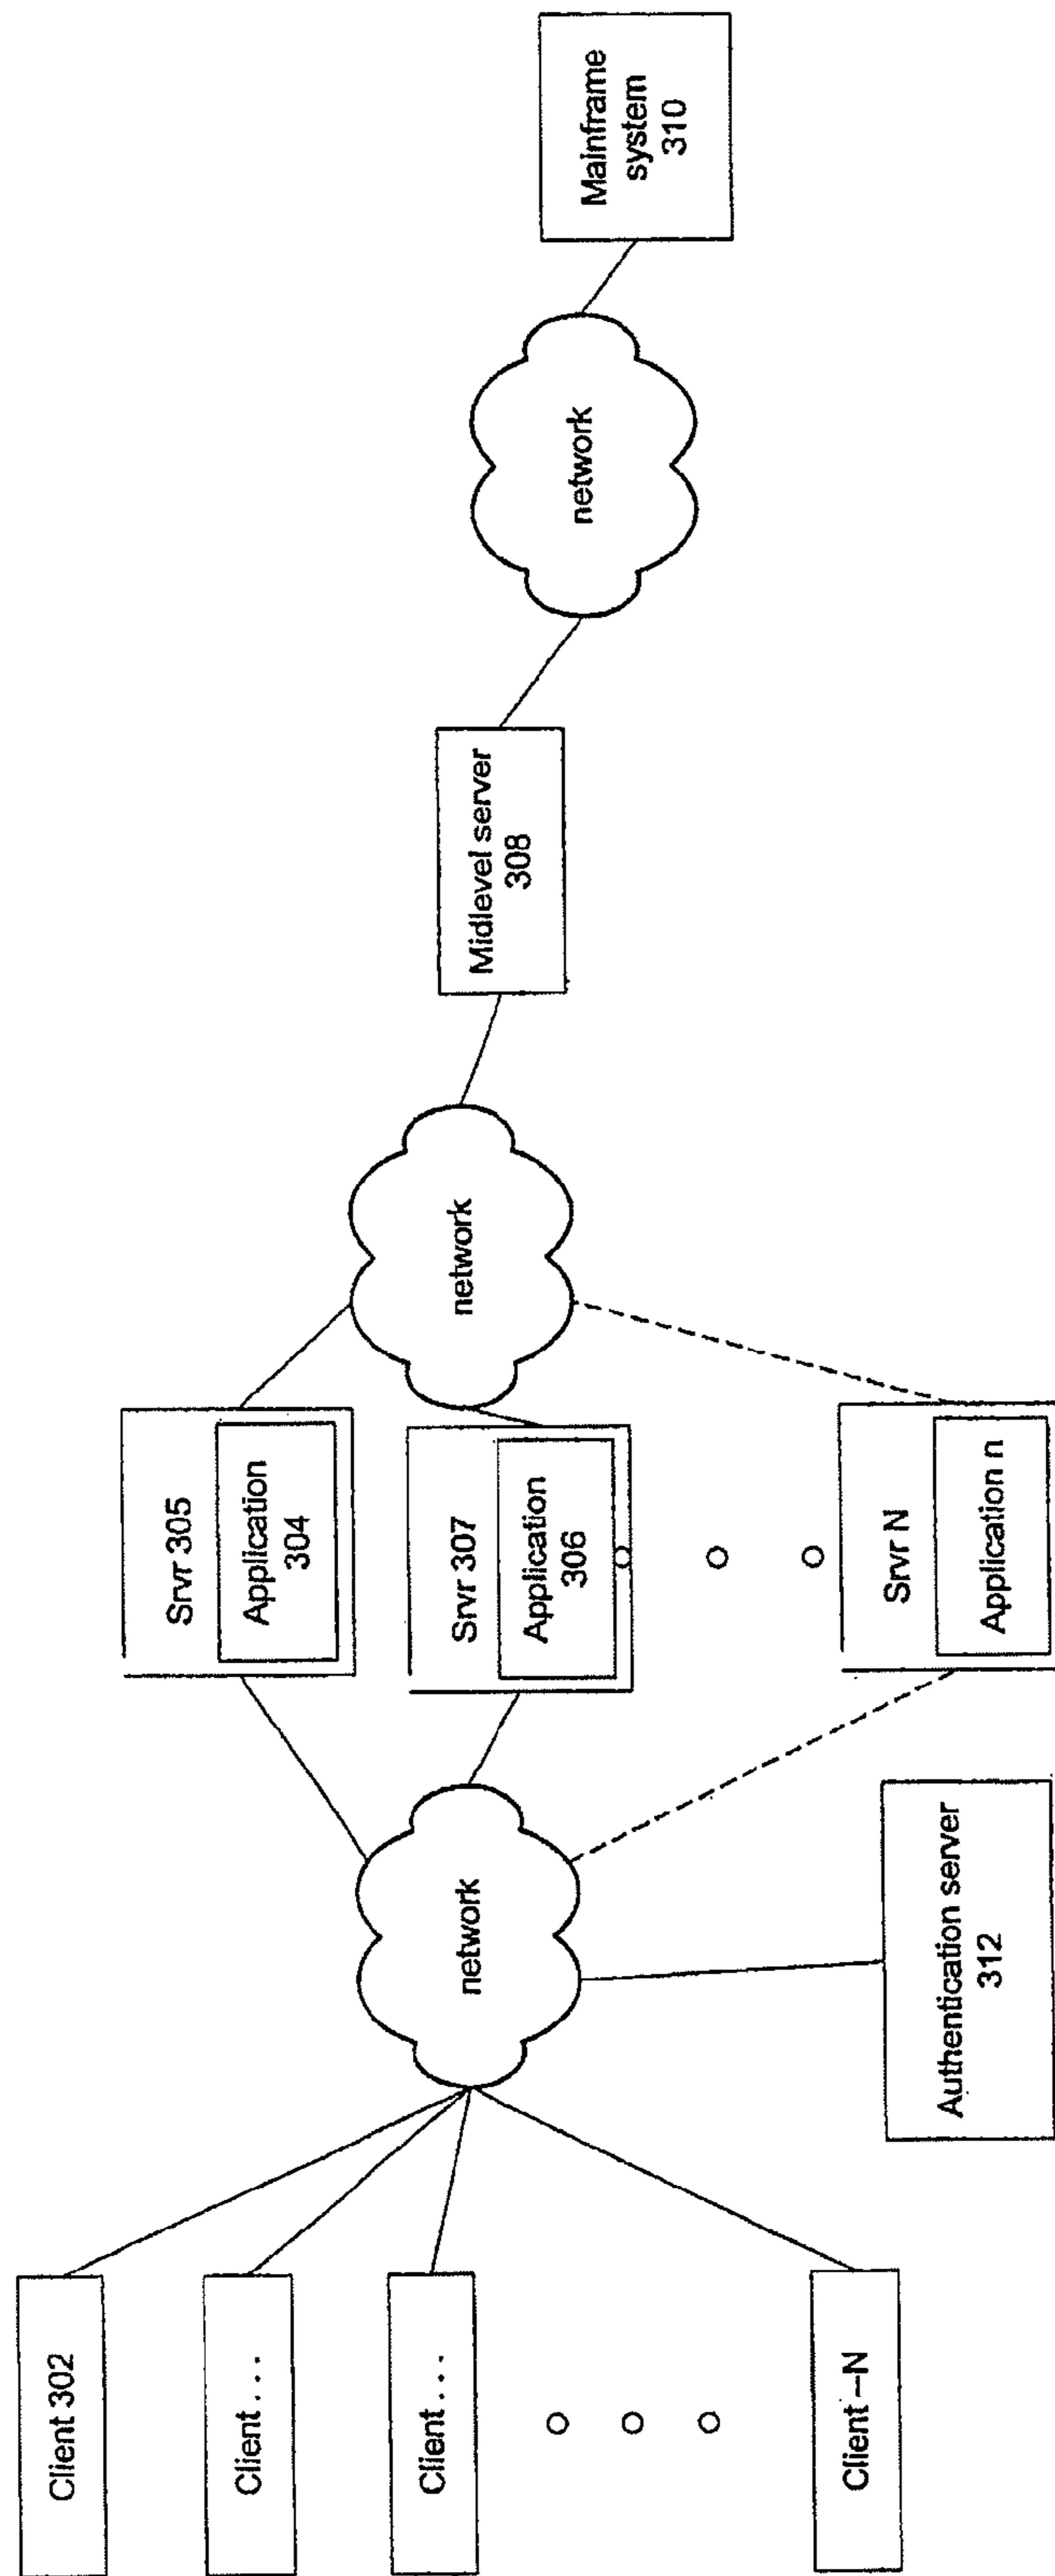 Client 302
Client . . .
Client . . .
Client –N
network
Authentication server
312
Srvr 305
Application
304
Srvr 307
Application
306
Srvr N
Application n
network
Midlevel server
308
network
Mainframe
system
310